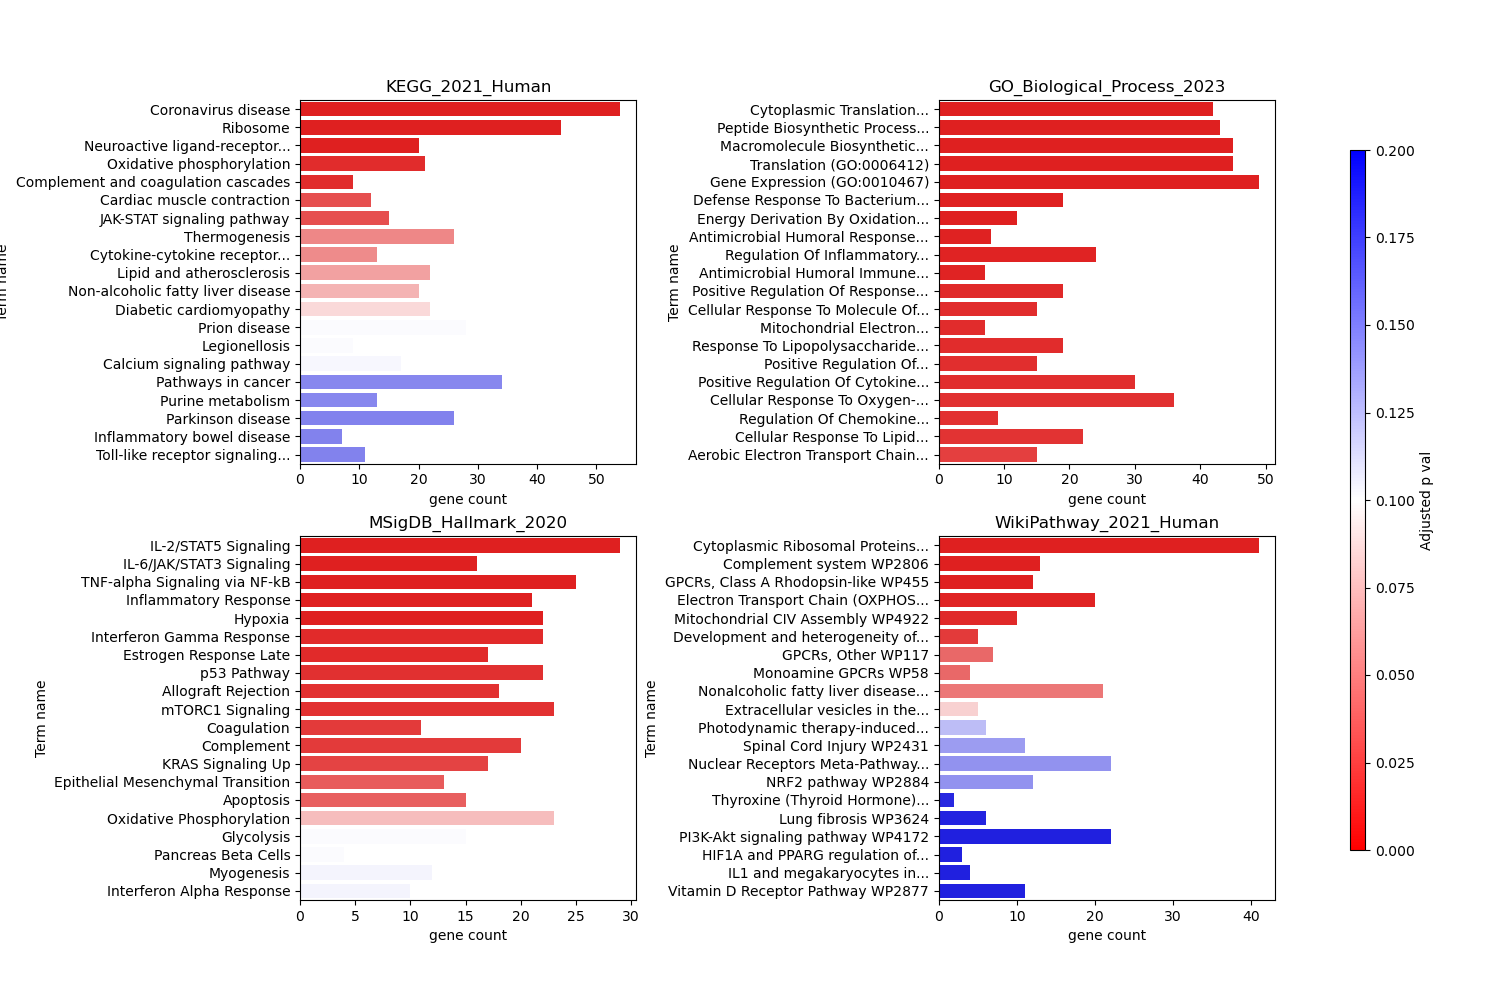 KEGG_2021_Human
Coronavirus disease
Ribosome
Neuroactive ligand-receptor...
Oxidative phosphorylation
Complement and coagulation cascades
Cardiac muscle contraction
JAK-STAT signaling pathway
Thermogenesis
Cytokine-cytokine receptor...
Lipid and atherosclerosis
Non-alcoholic fatty liver disease
Diabetic cardiomyopathy
Prion disease
Legionellosis
Calcium signaling pathway
Pathways in cancer
Purine metabolism
Parkinson disease
Inflammatory bowel disease
Toll-like receptor signaling...
Term name
0 10 20 30 40 50
gene count
GO_Biological_Process_2023
Cytoplasmic Translation...
Peptide Biosynthetic Process...
Macromolecule Biosynthetic...
Translation (GO:0006412)
Gene Expression (GO:0010467)
Defense Response To Bacterium...
Energy Derivation By Oxidation...
Antimicrobial Humoral Response...
Regulation Of Inflammatory...
Antimicrobial Humoral Immune...
Positive Regulation Of Response...
Cellular Response To Molecule Of...
Mitochondrial Electron...
Response To Lipopolysaccharide...
Positive Regulation Of...
Positive Regulation Of Cytokine...
Cellular Response To Oxygen-...
Regulation Of Chemokine...
Cellular Response To Lipid...
Aerobic Electron Transport Chain...
Term name
0 10 20 30 40 50
gene count
MSigDB_Hallmark_2020
IL-2/STAT5 Signaling
IL-6/JAK/STAT3 Signaling
TNF-alpha Signaling via NF-kB
Inflammatory Response
Hypoxia
Interferon Gamma Response
Estrogen Response Late
p53 Pathway
Allograft Rejection
mTORC1 Signaling
Coagulation
Complement
KRAS Signaling Up
Epithelial Mesenchymal Transition
Apoptosis
Oxidative Phosphorylation
Glycolysis
Pancreas Beta Cells
Myogenesis
Interferon Alpha Response
Term name
0 5 10 15 20 25 30
gene count
WikiPathway_2021_Human
Cytoplasmic Ribosomal Proteins...
Complement system WP2806
GPCRs, Class A Rhodopsin-like WP455
Electron Transport Chain (OXPHOS...
Mitochondrial CIV Assembly WP4922
Development and heterogeneity of...
GPCRs, Other WP117
Monoamine GPCRs WP58
Nonalcoholic fatty liver disease...
Extracellular vesicles in the...
Photodynamic therapy-induced...
Spinal Cord Injury WP2431
Nuclear Receptors Meta-Pathway...
NRF2 pathway WP2884
Thyroxine (Thyroid Hormone)...
Lung fibrosis WP3624
PI3K-Akt signaling pathway WP4172
HIF1A and PPARG regulation of...
IL1 and megakaryocytes in...
Vitamin D Receptor Pathway WP2877
Term name
0 10 20 30 40
gene count
0.200
0.175
0.150
0.125
0.100
0.075
0.050
0.025
0.000
Adjusted p val